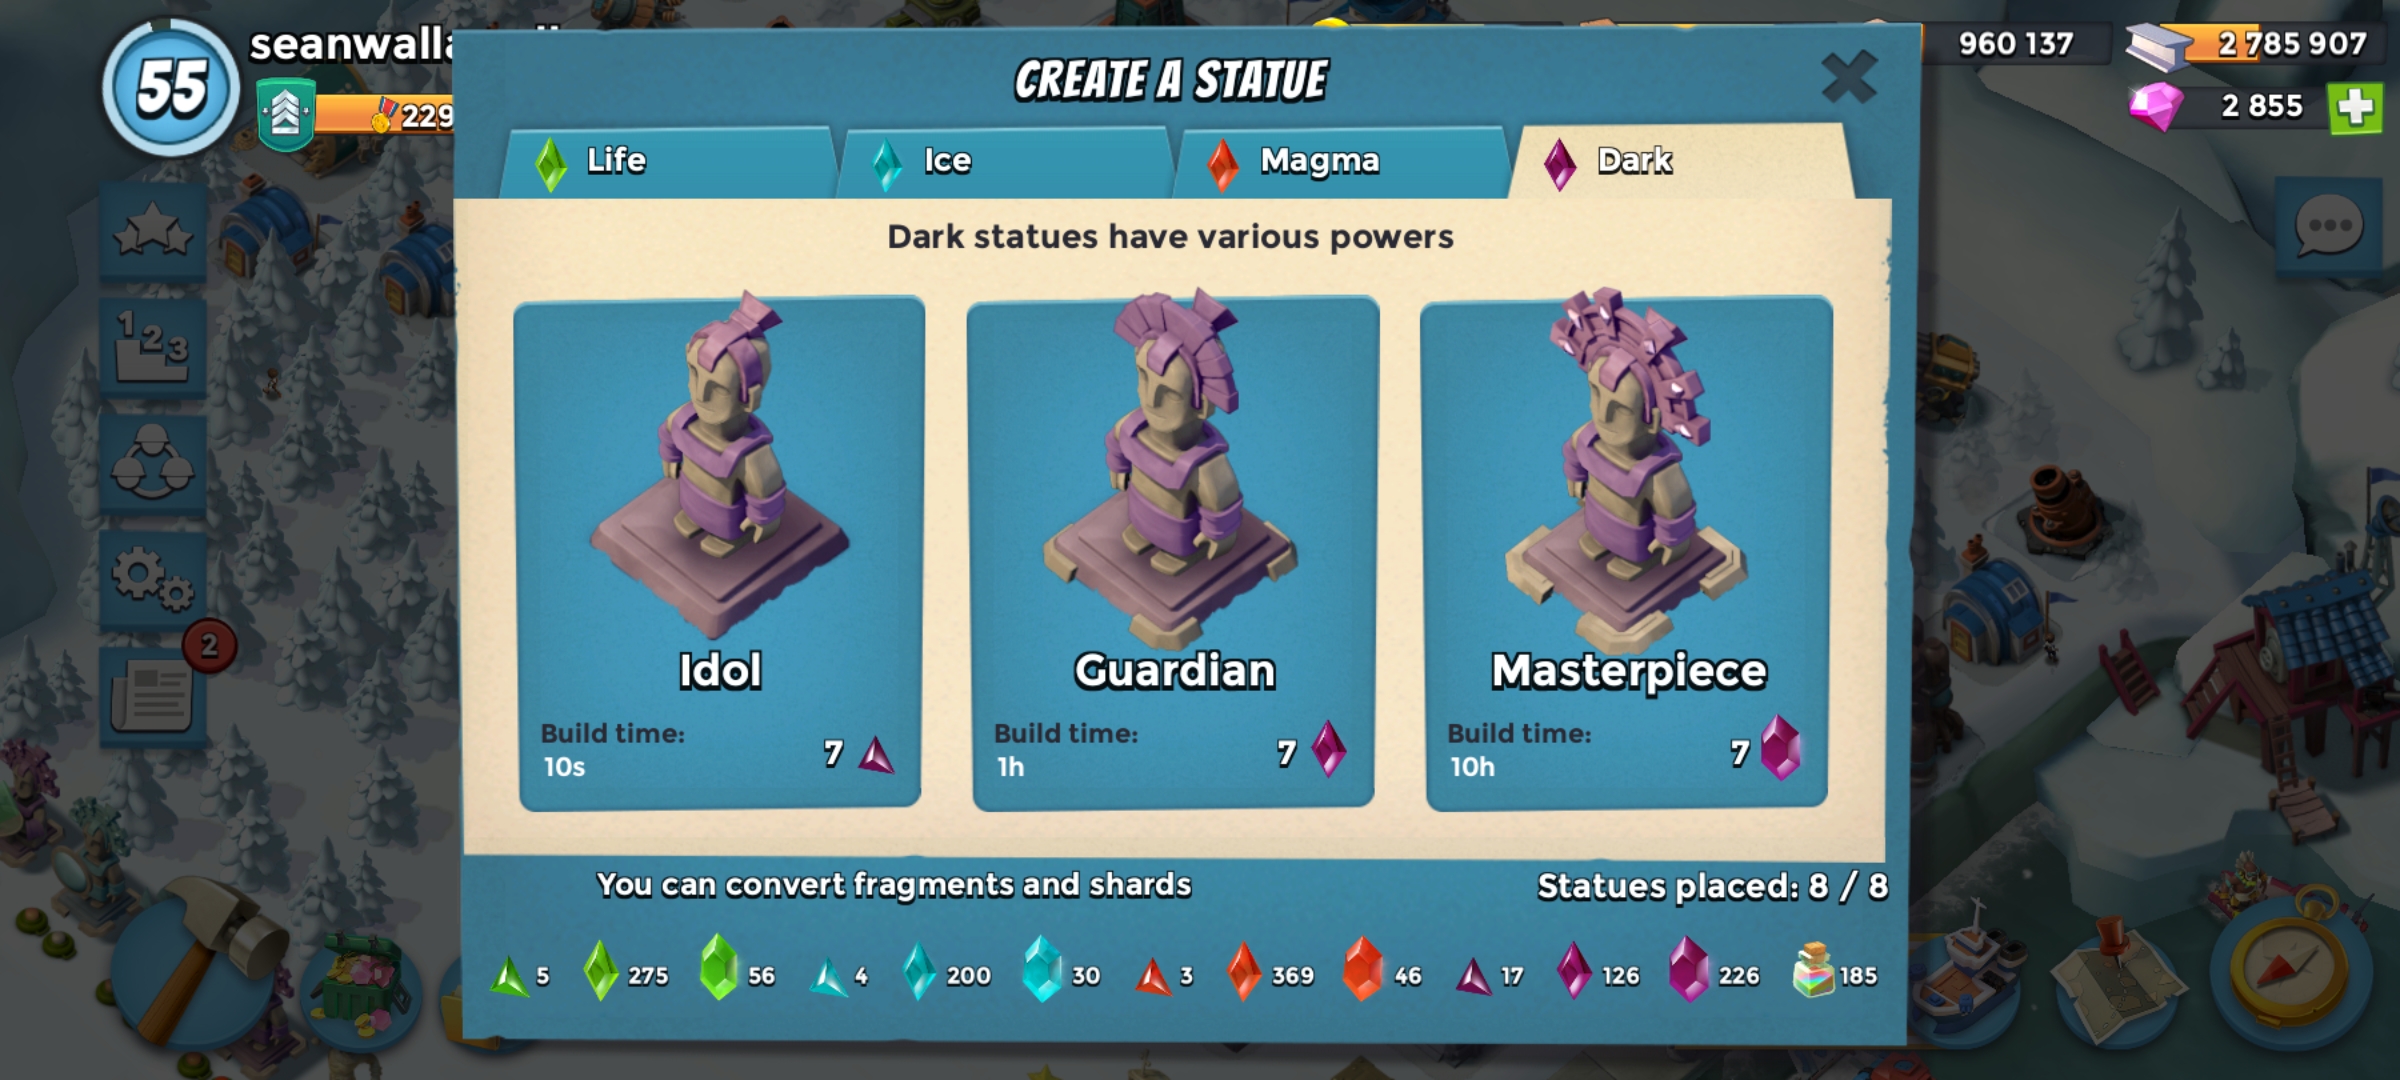 55
229
960 137
2 785 907
2 855
CREATE A STATUE
Life
Ice
Magma
Dark
Dark statues have various powers
1 2 3
2
Idol
Build time:
10s
7
Guardian
Build time:
1h
7
Masterpiece
Build time:
10h
7
You can convert fragments and shards
Statues placed: 8 / 8
5
275
56
4
200
30
3
369
46
17
126
226
185